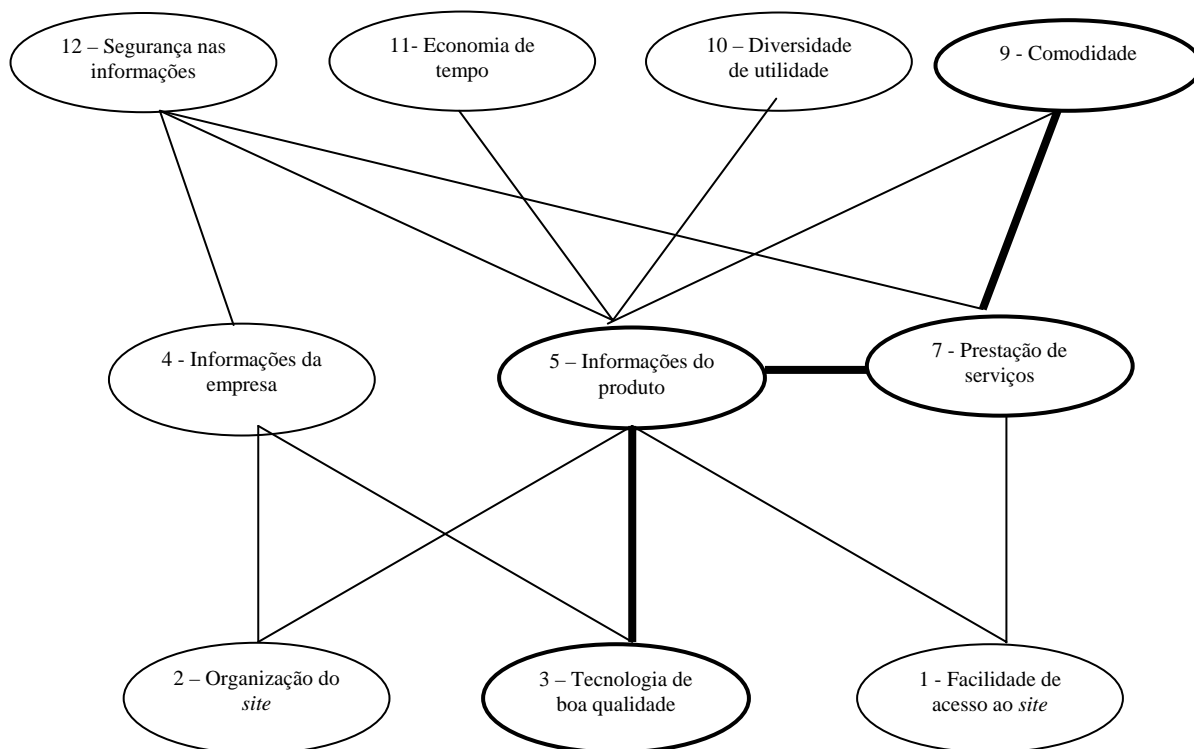 12 – Segurança nas
informações
11- Economia de
tempo
10 – Diversidade
de utilidade
9 - Comodidade
4 - Informações da
empresa
5 – Informações do
produto
7 - Prestação de
serviços
2 – Organização do
site
3 – Tecnologia de
boa qualidade
1 - Facilidade de
acesso ao site